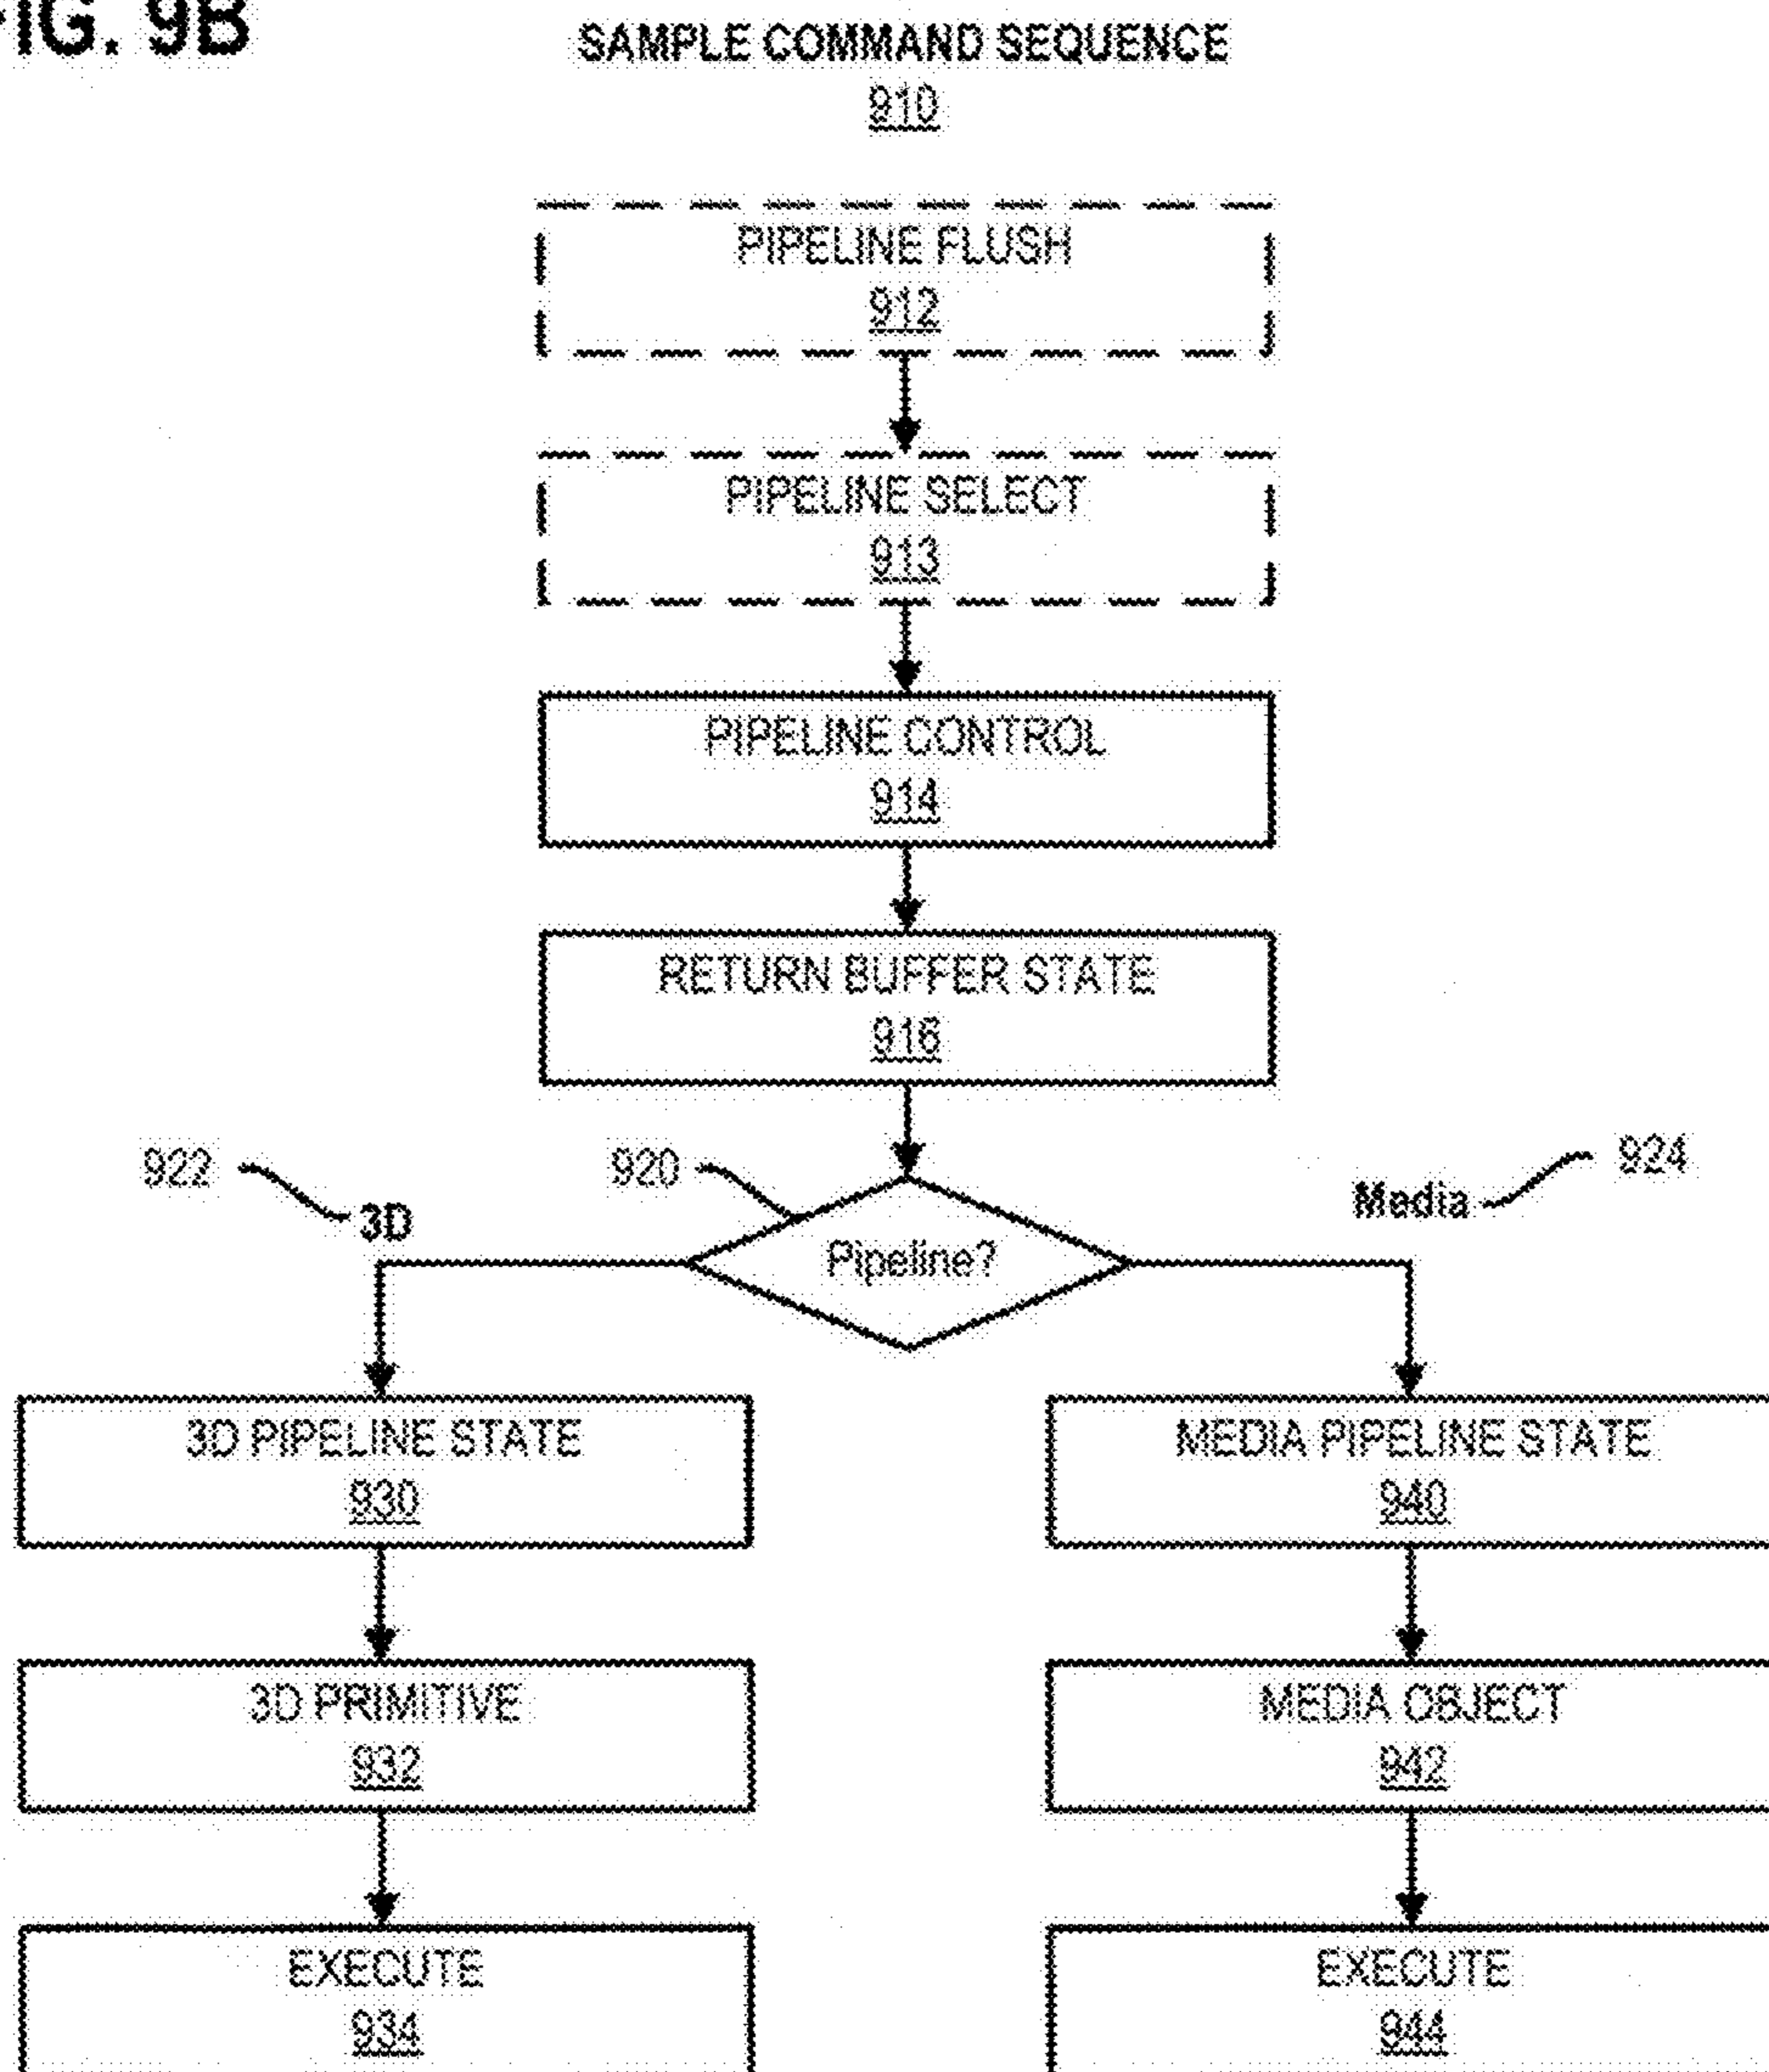 FIG. 9B
SAMPLE COMMAND SEQUENCE
910
PIPELINE FLUSH
912
PIPELINE SELECT
913
PIPELINE CONTROL
914
RETURN BUFFER STATE
916
922
920
924
3D
Media
Pipeline?
3D PIPELINE STATE
930
MEDIA PIPELINE STATE
940
3D PRIMITIVE
932
MEDIA OBJECT
942
EXECUTE
934
EXECUTE
944